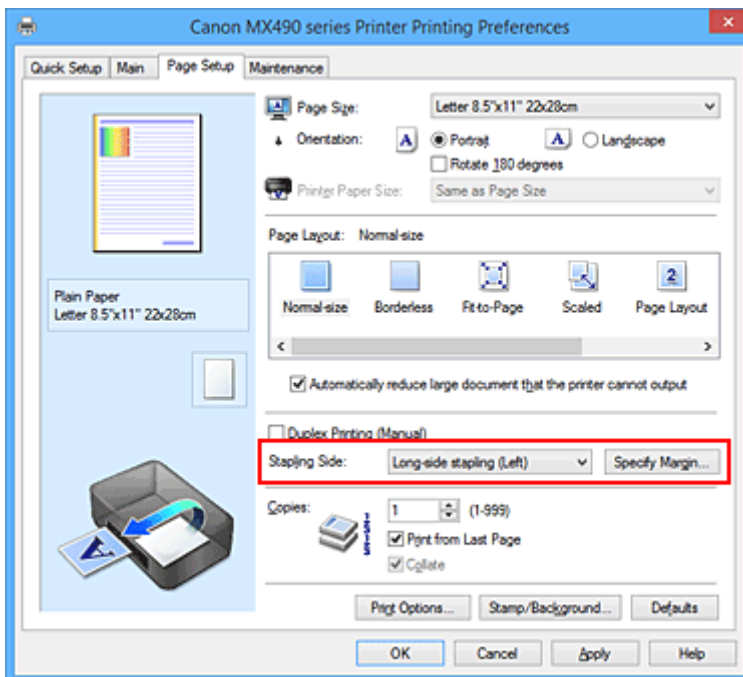 Canon MX490 series Printer Printing Preferences
Quick Setup Main Page Setup Maintenance
Page Size: Letter 8.5"x11" 22x28cm
Orientation: A Portrait A Landscape
Rotate 180 degrees
Printer Paper Size: Same as Page Size
Page Layout: Normal-size
2
Normal-size Borderless Fit-to-Page Scaled Page Layout
Plain Paper
Letter 8.5"x11" 22x28cm
Automatically reduce large document that the printer cannot output
Duplex Printing (Manual)
Stapling Side: Long-side stapling (Left) Specify Margin...
Copies: 1 (1-999)
Print from Last Page
Collate
A
Print Options... Stamp/Background... Defaults
OK Cancel Apply Help